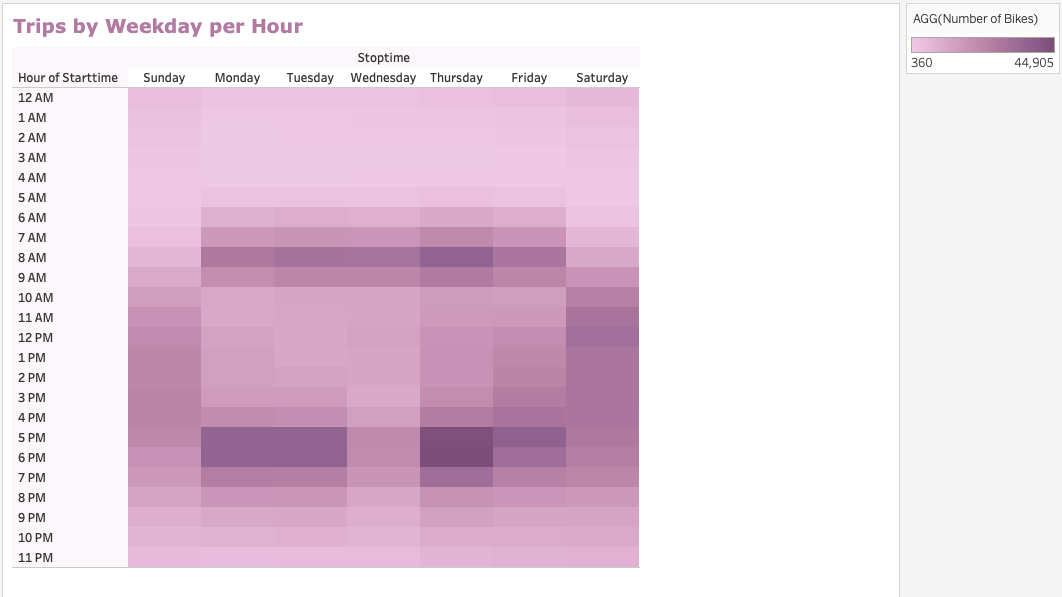 Trips by Weekday per Hour
AGG(Number of Bikes)
360 44,905
Stoptime
Hour of Starttime Sunday Monday Tuesday Wednesday Thursday Friday Saturday
12 AM
1 AM
2 AM
3 AM
4 AM
5 AM
6 AM
7 AM
8 AM
9 AM
10 AM
11 AM
12 PM
1 PM
2 PM
3 PM
4 PM
5 PM
6 PM
7 PM
8 PM
9 PM
10 PM
11 PM